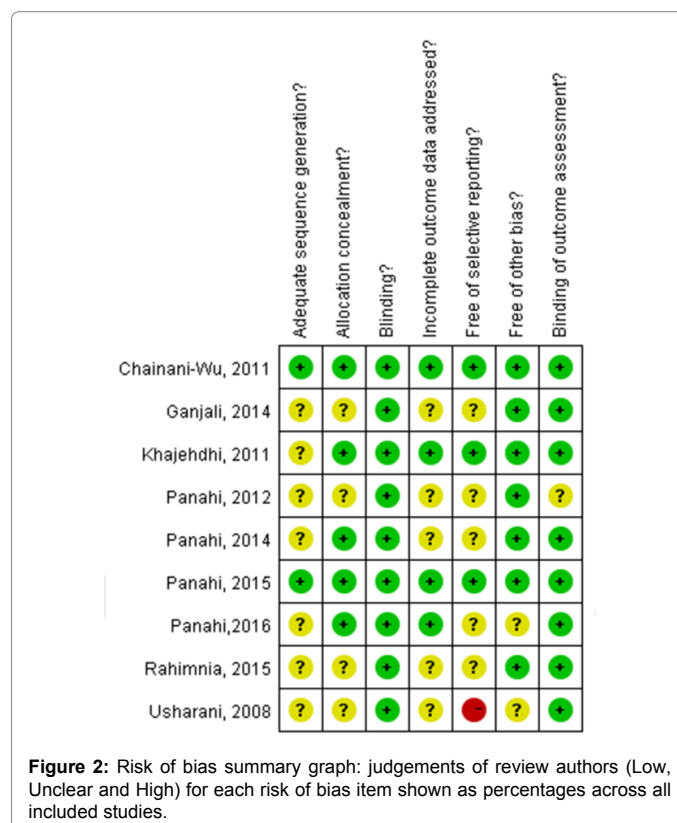 Adequate sequence generation?
Allocation concealment?
Blinding?
Incomplete outcome data addressed?
Free of selective reporting?
Free of other bias?
Binding of outcome assessment?
Chainani-Wu, 2011 + + + + + + +
Ganjali, 2014 ? ? + ? ? + +
Khajehdhi, 2011 ? + + + + + +
Panahi, 2012 ? ? + ? ? + ?
Panahi, 2014 ? + + ? ? + +
Panahi, 2015 + + + + + + +
Panahi,2016 ? + + + ? ? +
Rahimnia, 2015 ? ? + ? ? + +
Usharani, 2008 ? ? + ? - ? +
Figure 2: Risk of bias summary graph: judgements of review authors (Low,
Unclear and High) for each risk of bias item shown as percentages across all
included studies.